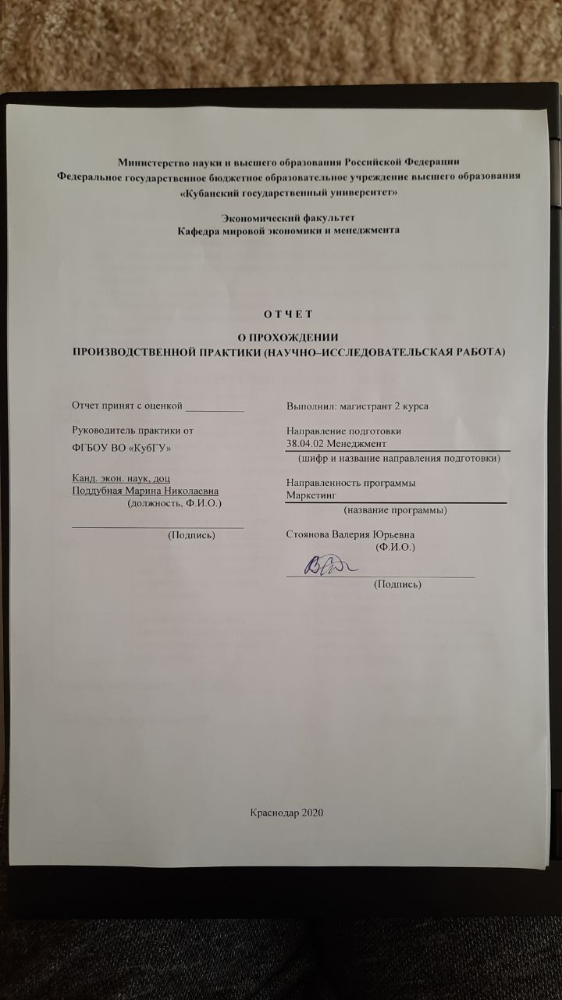 Министерство науки и высшего образования Российской Федерации
Федеральное государственное бюджетное образовательное учреждение высшего образования
«Кубанский государственный университет»
Экономический факультет
Кафедра мировой экономики и менеджмента
О Т Ч Е Т
О ПРОХОЖДЕНИИ
ПРОИЗВОДСТВЕННОЙ ПРАКТИКИ (НАУЧНО–ИССЛЕДОВАТЕЛЬСКАЯ РАБОТА)
Отчет принят с оценкой ___________
Руководитель практики от
ФГБОУ ВО «КубГУ»
Канд. экон. наук, доц
Поддубная Марина Николаевна
(должность, Ф.И.О.)
(Подпись)
Выполнил: магистрант 2 курса
Направление подготовки
38.04.02 Менеджмент
(шифр и название направления подготовки)
Направленность программы
Маркетинг
(название программы)
Стоянова Валерия Юрьевна
(Ф.И.О.)
(Подпись)
Краснодар 2020